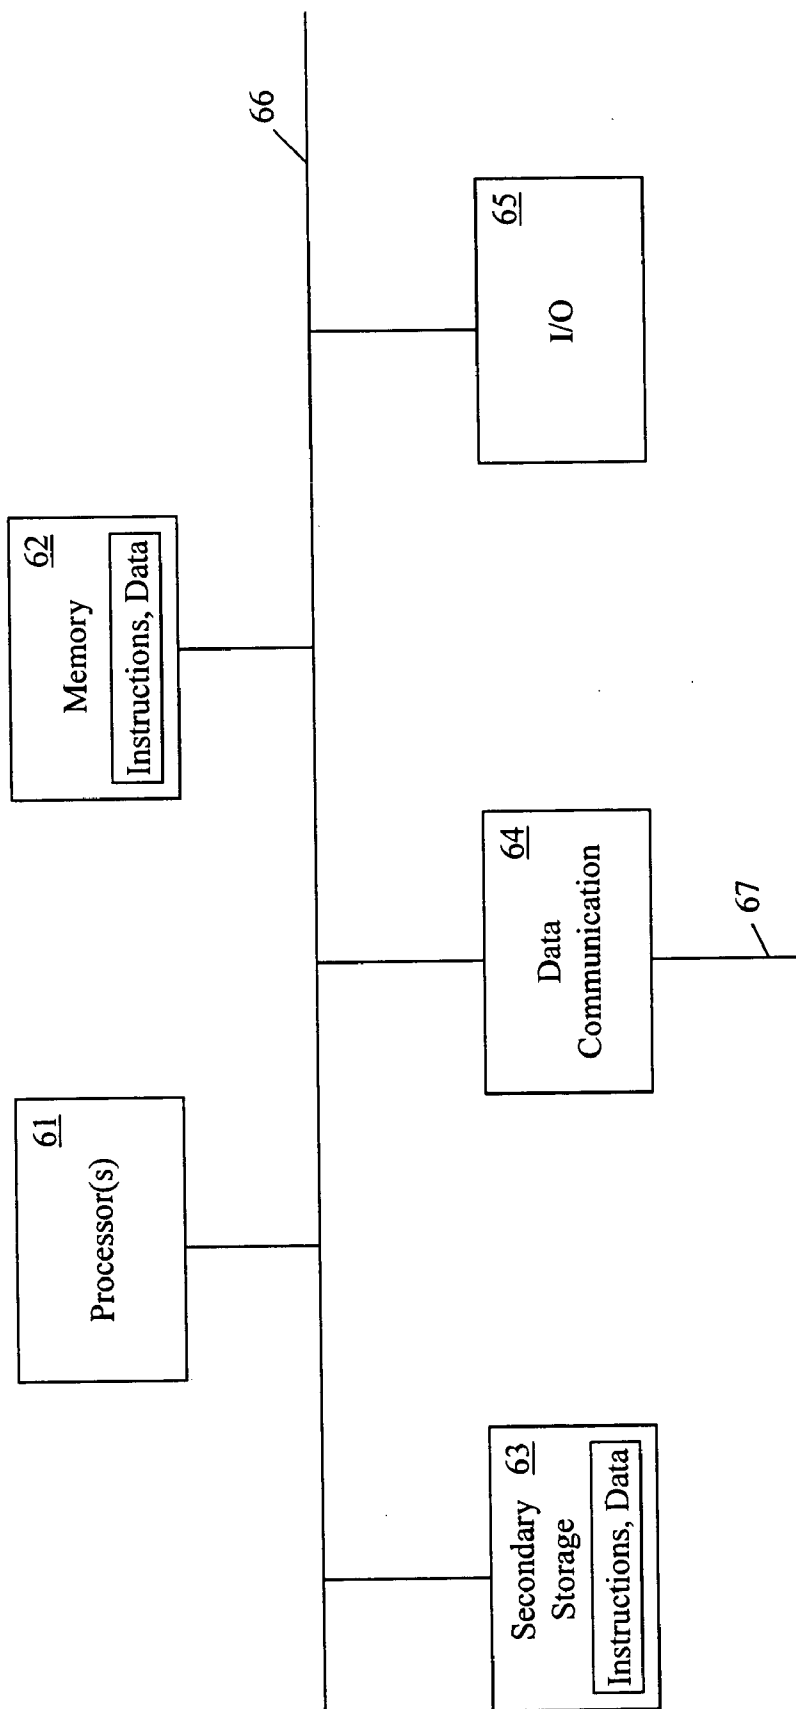 61
Processor(s)
62
Memory
Instructions, Data
66
Secondary 63
Storage
Instructions, Data
64
Data
Communication
67
65
I/O